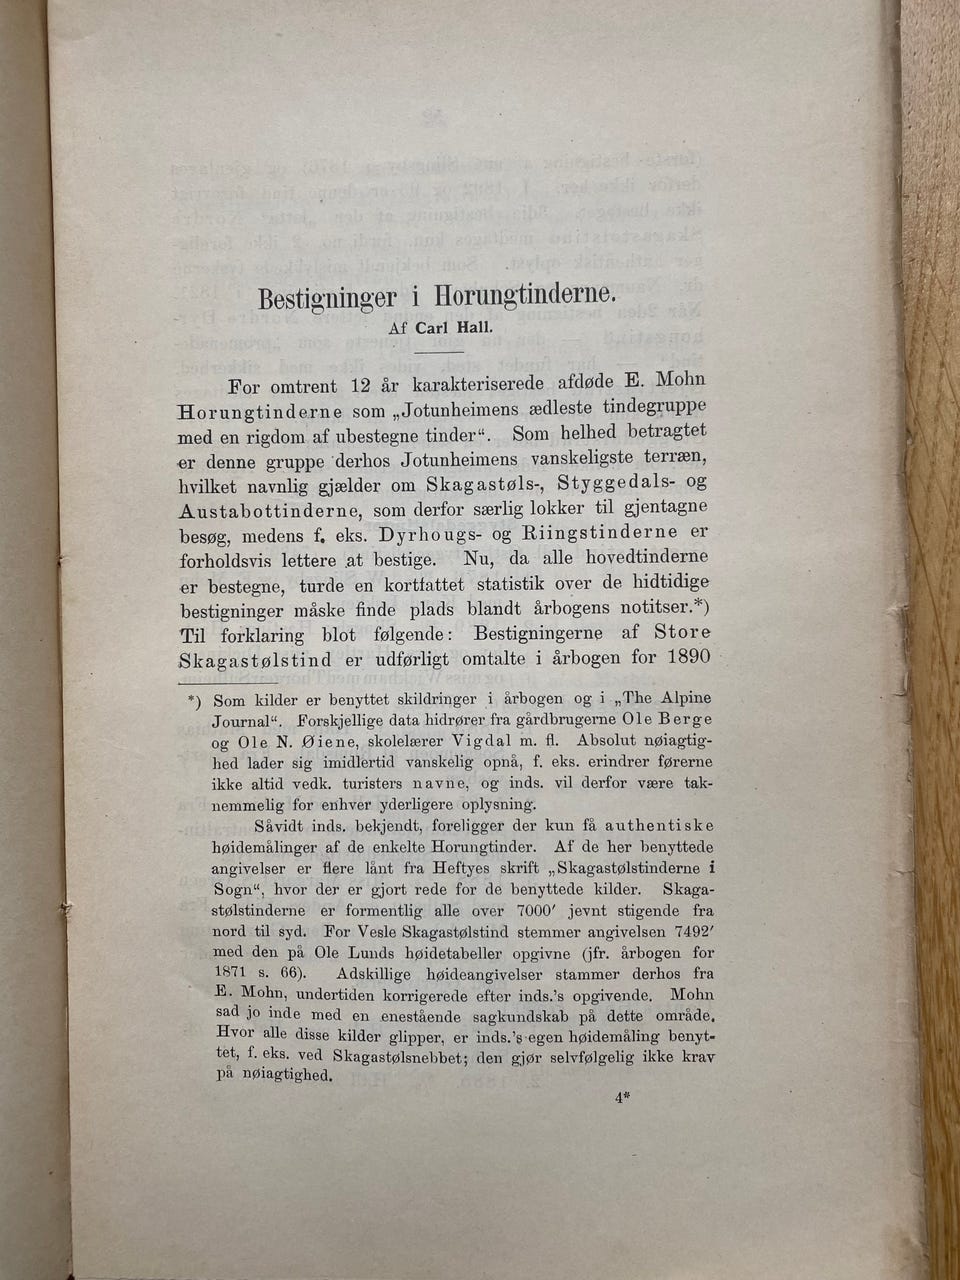 Bestigninger i Horungtinderne.
Af Carl Hall.
For omtrent 12 år karakteriserede afdøde E. Mohn
Horungtinderne som „Jotunheimens ædleste tindegruppe
med en rigdom af ubestegne tinder“. Som helhed betragtet
er denne gruppe derhos Jotunheimens vanskeligste terræn,
hvilket navnlig gjælder om Skagastøls-, Styggedals- og
Austabottinderne, som derfor særlig lokker til gjentagne
besøg, medens f. eks. Dyrhougs- og Riingstinderne er
forholdsvis lettere at bestige. Nu, da alle hovedtinderne
er bestegne, turde en kortfattet statistik over de hidtidige
bestigninger måske finde plads blandt årbogens notitser.*)
Til forklaring blot følgende: Bestigningerne af Store
Skagastølstind er udførligt omtalte i årbogen for 1890
*) Som kilder er benyttet skildringer i årbogen og i „The Alpine
Journal“. Forskjellige data hidrører fra gårdbrugerne Ole Berge
og Ole N. Øiene, skolelærer Vigdal m. fl. Absolut nøiagtig-
hed lader sig imidlertid vanskelig opnå, f. eks. erindrer førerne
ikke altid vedk. turisters navne, og inds. vil derfor være tak-
nemmelig for enhver yderligere oplysning.
Såvidt inds. bekjendt, foreligger der kun få authentiske
høidemålinger af de enkelte Horungtinder. Af de her benyttede
angivelser er flere lånt fra Heftyes skrift „Skagastølstinderne i
Sogn“, hvor der er gjort rede for de benyttede kilder. Skaga-
stølstinderne er formentlig alle over 7000′ jevnt stigende fra
nord til syd. For Vesle Skagastølstind stemmer angivelsen 7492′
med den på Ole Lunds høidetabeller opgivne (jfr. årbogen for
1871 s. 66). Adskillige høideangivelser stammer derhos fra
E. Mohn, undertiden korrigerede efter inds.'s opgivende. Mohn
sad jo inde med en enestående sagkundskab på dette område.
Hvor alle disse kilder glipper, er inds.'s egen høidemåling benyt-
tet, f. eks. ved Skagastølsnebbet; den gjør selvfølgelig ikke krav
på nøiagtighed.
4*